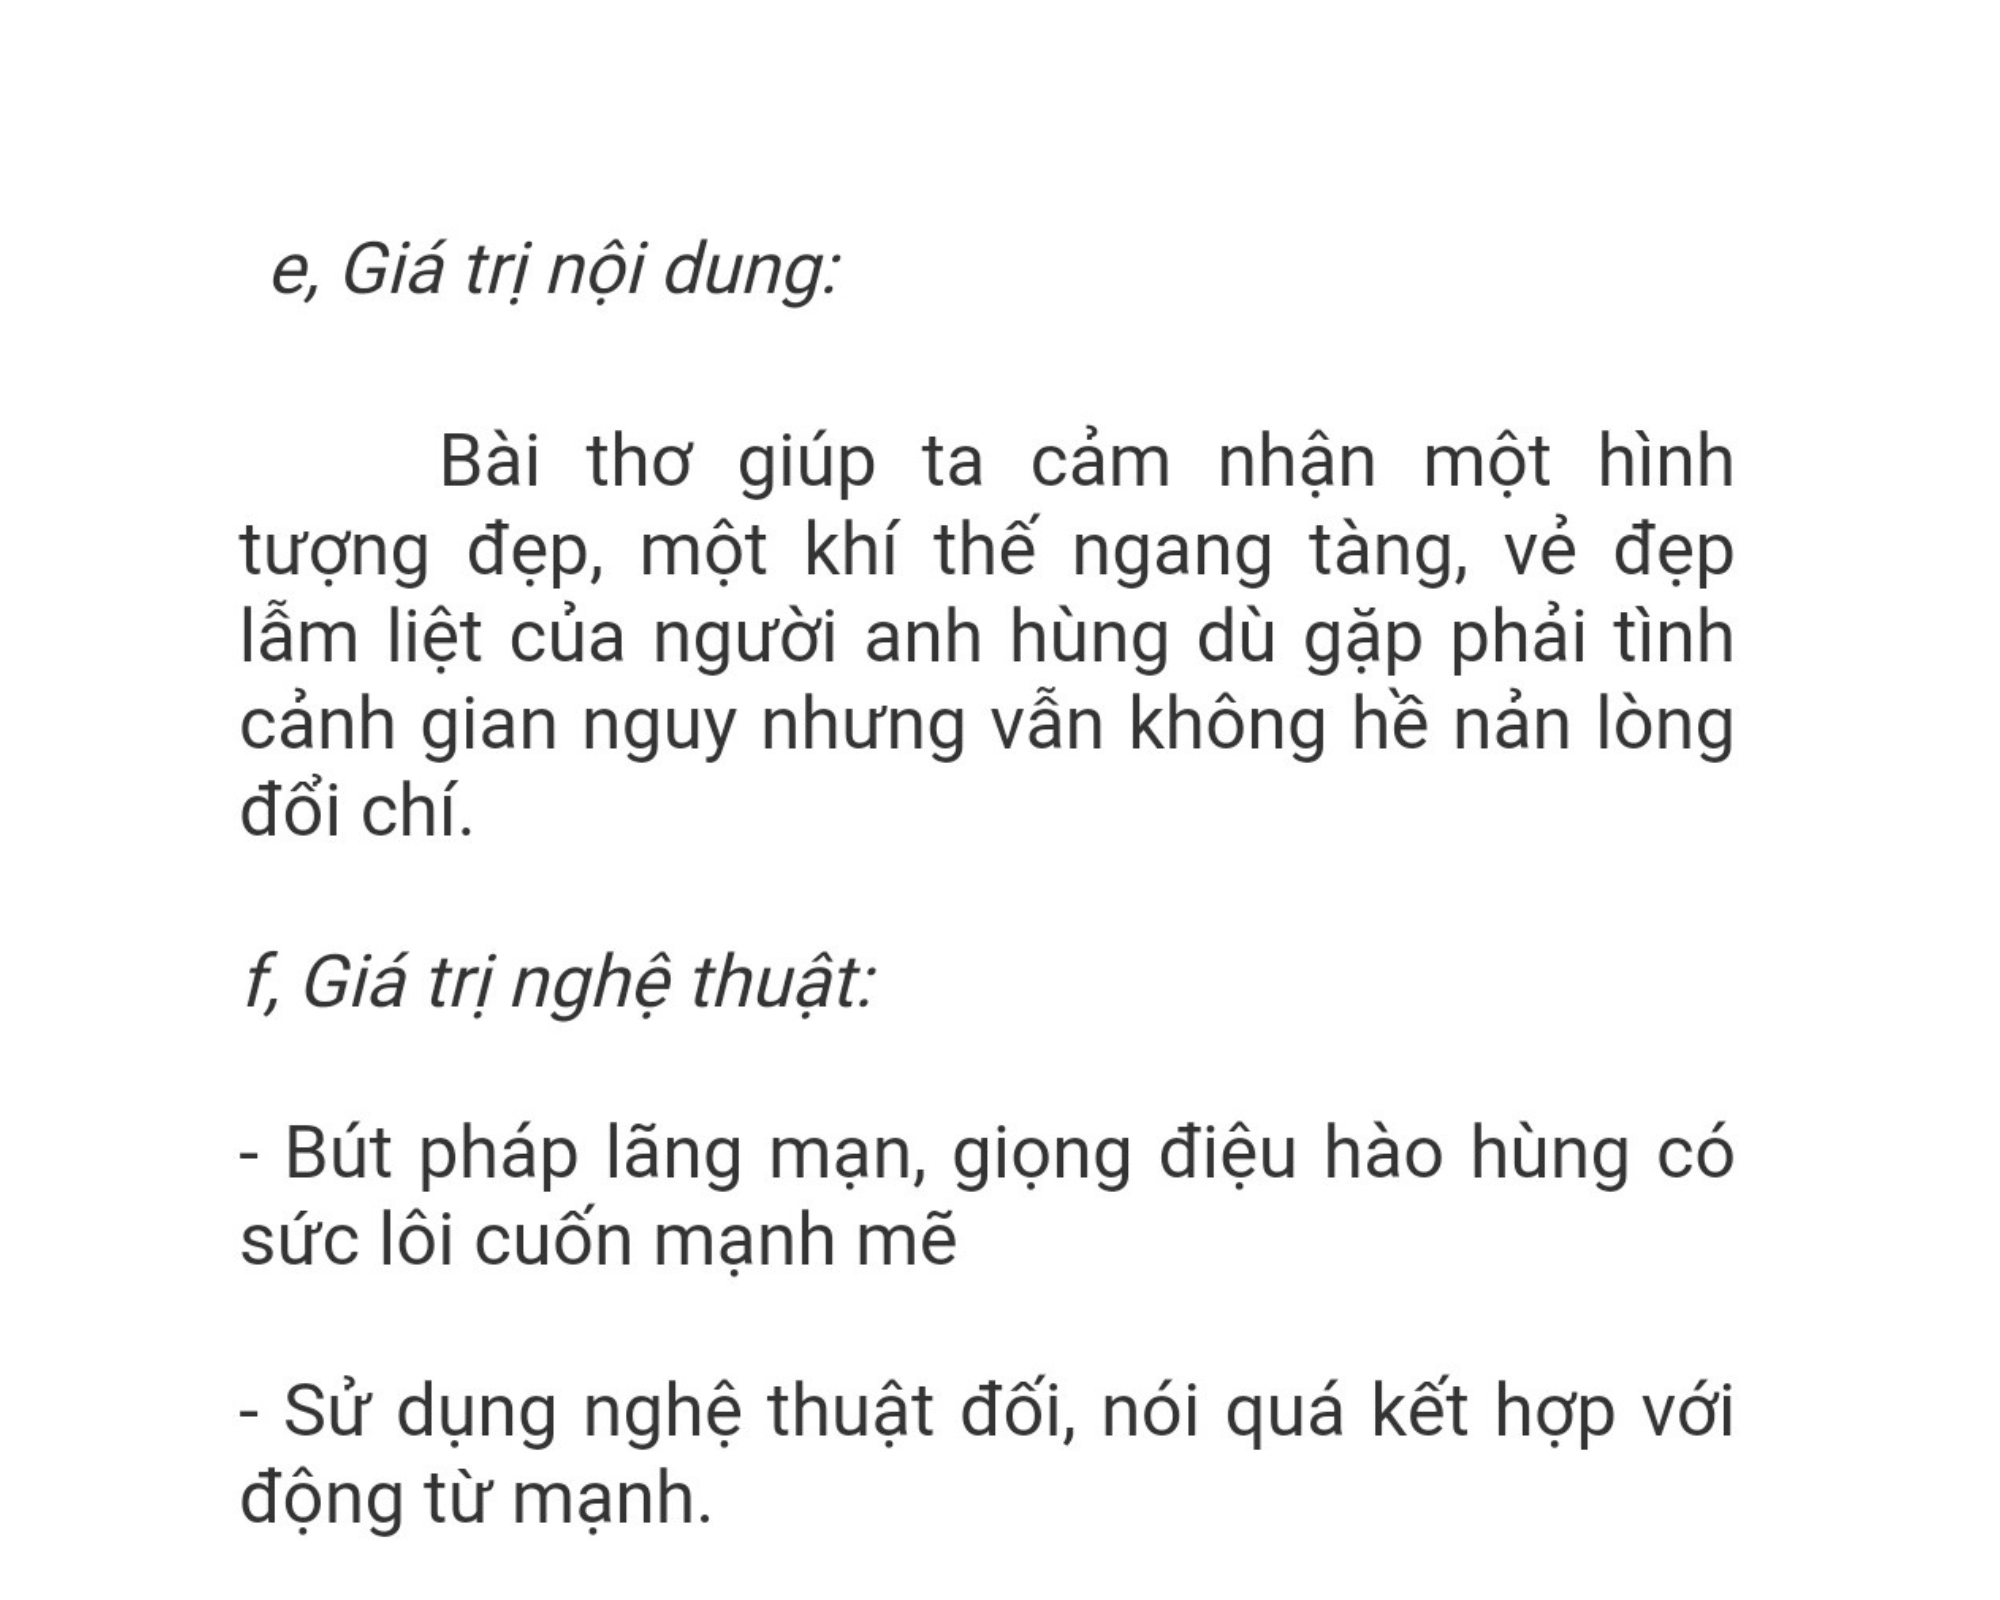 e, Giá trị nội dung:
Bài thơ giúp ta cảm nhận một hình
tượng đẹp, một khí thế ngang tàng, vẻ đẹp
lẫm liệt của người anh hùng dù gặp phải tình
cảnh gian nguy nhưng vẫn không hề nản lòng
đổi chí.
f, Giá trị nghệ thuật:
- Bút pháp lãng mạn, giọng điệu hào hùng có
sức lôi cuốn mạnh mẽ
- Sử dụng nghệ thuật đối, nói quá kết hợp với
động từ mạnh.